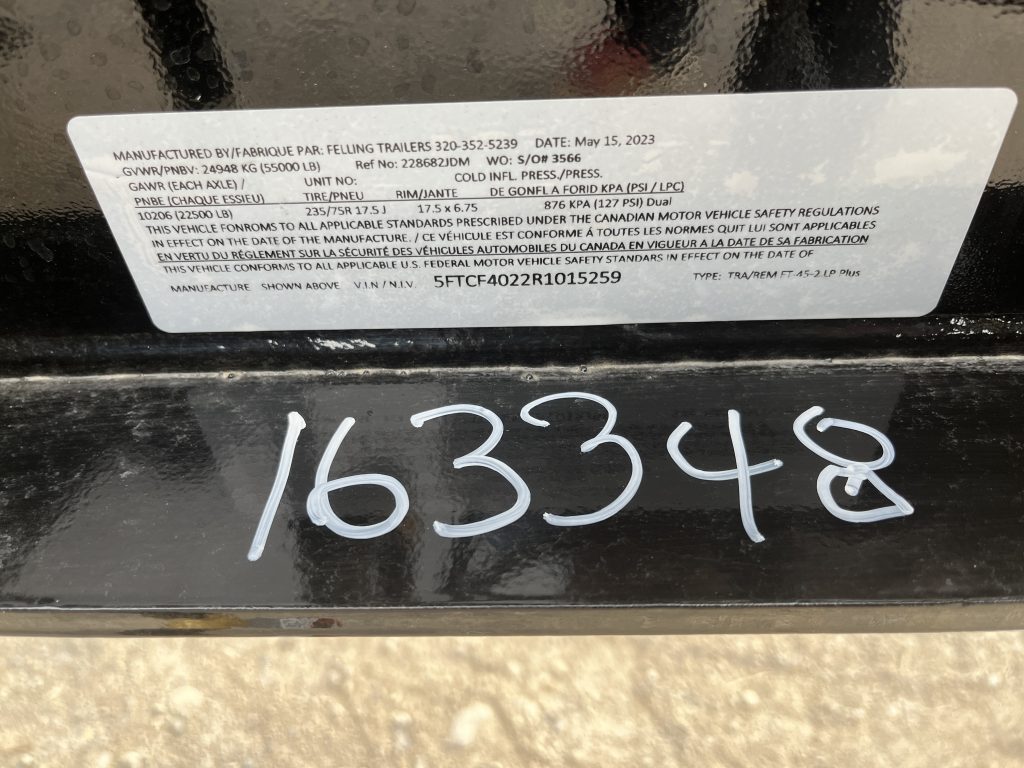 MANUFACTURED BY/FABRIQUE PAR: FELLING TRAILERS 320-352-5239 DATE: May 15, 2023
GVWR/PNBV: 24948 KG (55000 LB) Ref No: 228682JDM WO: S/O# 3566
GAWR (EACH AXLE) / UNIT NO: COLD INFL. PRESS./PRESS.
PNBE (CHAQUE ESSIEU) TIRE/PNEU RIM/JANTE DE GONFL A FORID KPA (PSI / LPC)
10206 (22500 LB) 235/75R 17.5 J 17.5 x 6.75 876 KPA (127 PSI) Dual
THIS VEHICLE FONROMS TO ALL APPLICABLE STANDARDS PRESCRIBED UNDER THE CANADIAN MOTOR VEHICLE SAFETY REGULATIONS
IN EFFECT ON THE DATE OF THE MANUFACTURE. / CE VÉHICULE EST CONFORME Á TOUTES LES NORMES QUIT LUI SONT APPLICABLES
EN VERTU DU RÈGLEMENT SUR LA SÉCURITÉ DES VÉHICULES AUTOMOBILES DU CANADA EN VIGUEUR A LA DATE DE SA FABRICATION
THIS VEHICLE CONFORMS TO ALL APPLICABLE U.S. FEDERAL MOTOR VEHICLE SAFETY STANDARS IN EFFECT ON THE DATE OF
MANUFACTURE SHOWN ABOVE V.I.N / N.I.V. 5FTCF4022R1015259 TYPE: TRA/REM FT-45-2 LP Plus
163348